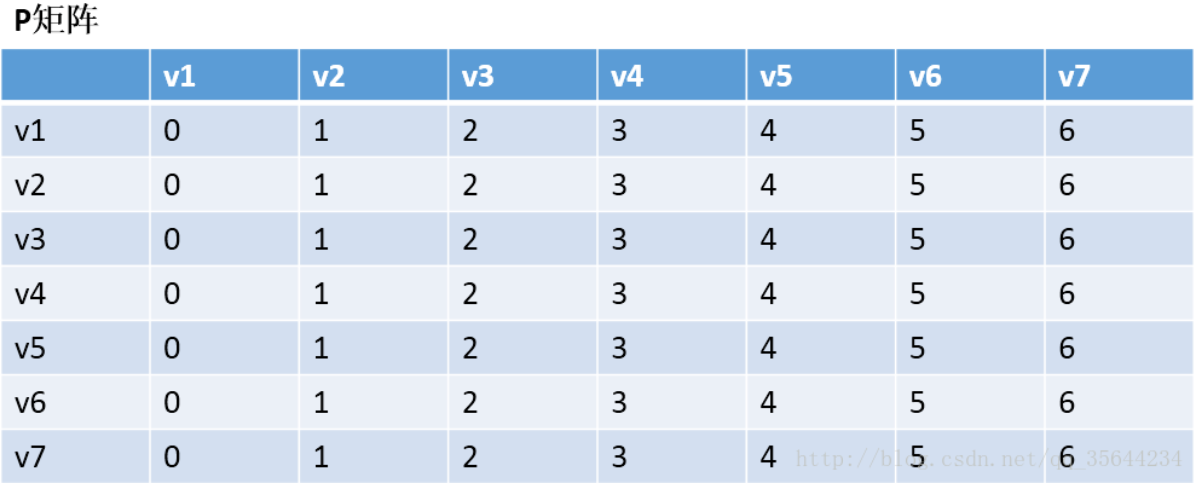 P矩阵
v1 v2 v3 v4 v5 v6 v7
v1 0 1 2 3 4 5 6
v2 0 1 2 3 4 5 6
v3 0 1 2 3 4 5 6
v4 0 1 2 3 4 5 6
v5 0 1 2 3 4 5 6
v6 0 1 2 3 4 5 6
v7 0 1 2 3 4 5 6
http://blog.csdn.net/qq_35644234